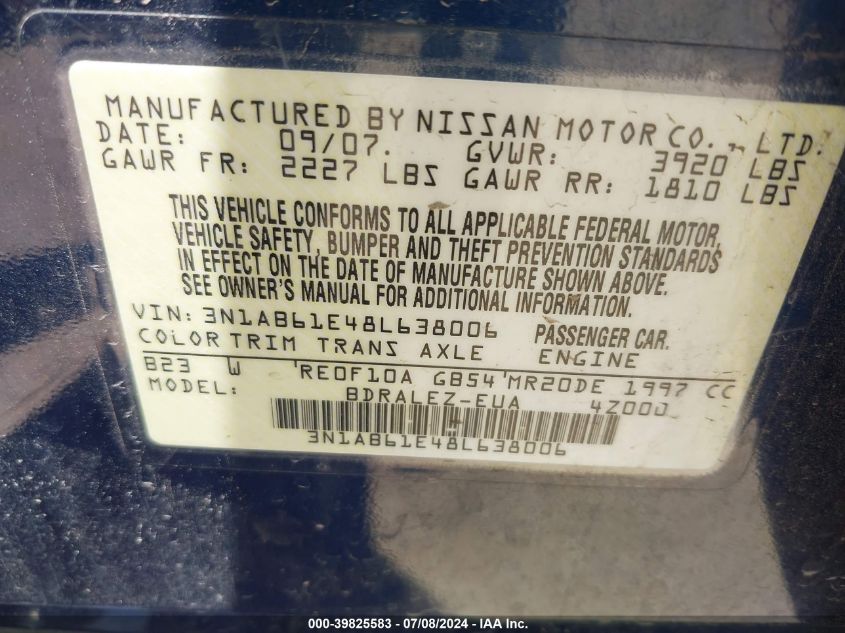 MANUFACTURED BY NISSAN MOTOR CO., LTD.
DATE: 09/07. GVWR: 3920 LBS
GAWR FR: 2227 LBS GAWR RR: 1810 LBS
THIS VEHICLE CONFORMS TO ALL APPLICABLE FEDERAL MOTOR
VEHICLE SAFETY, BUMPER AND THEFT PREVENTION STANDARDS
IN EFFECT ON THE DATE OF MANUFACTURE SHOWN ABOVE.
SEE OWNER'S MANUAL FOR ADDITIONAL INFORMATION.
VIN: 3N1AB61E48L638006 PASSENGER CAR.
COLOR TRIM TRANS AXLE ENGINE
B23 W RE0F10A GB54 MR20DE 1997 CC
MODEL: BDRALEZ-EUA 4Z000
3N1AB61E48L638006
000-39825583 - 07/08/2024 - IAA Inc.